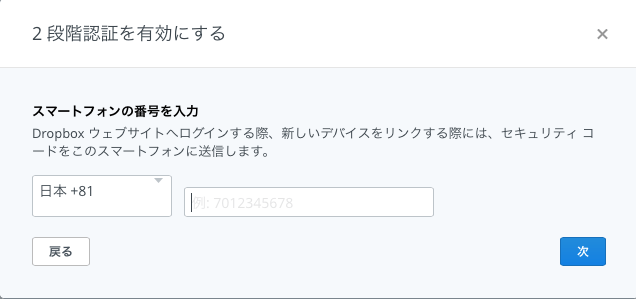 2 段階認証を有効にする
×
スマートフォンの番号を入力
Dropbox ウェブサイトへログインする際、新しいデバイスをリンクする際には、セキュリティ コ
ードをこのスマートフォンに送信します。
日本 +81
例: 7012345678
戻る
次